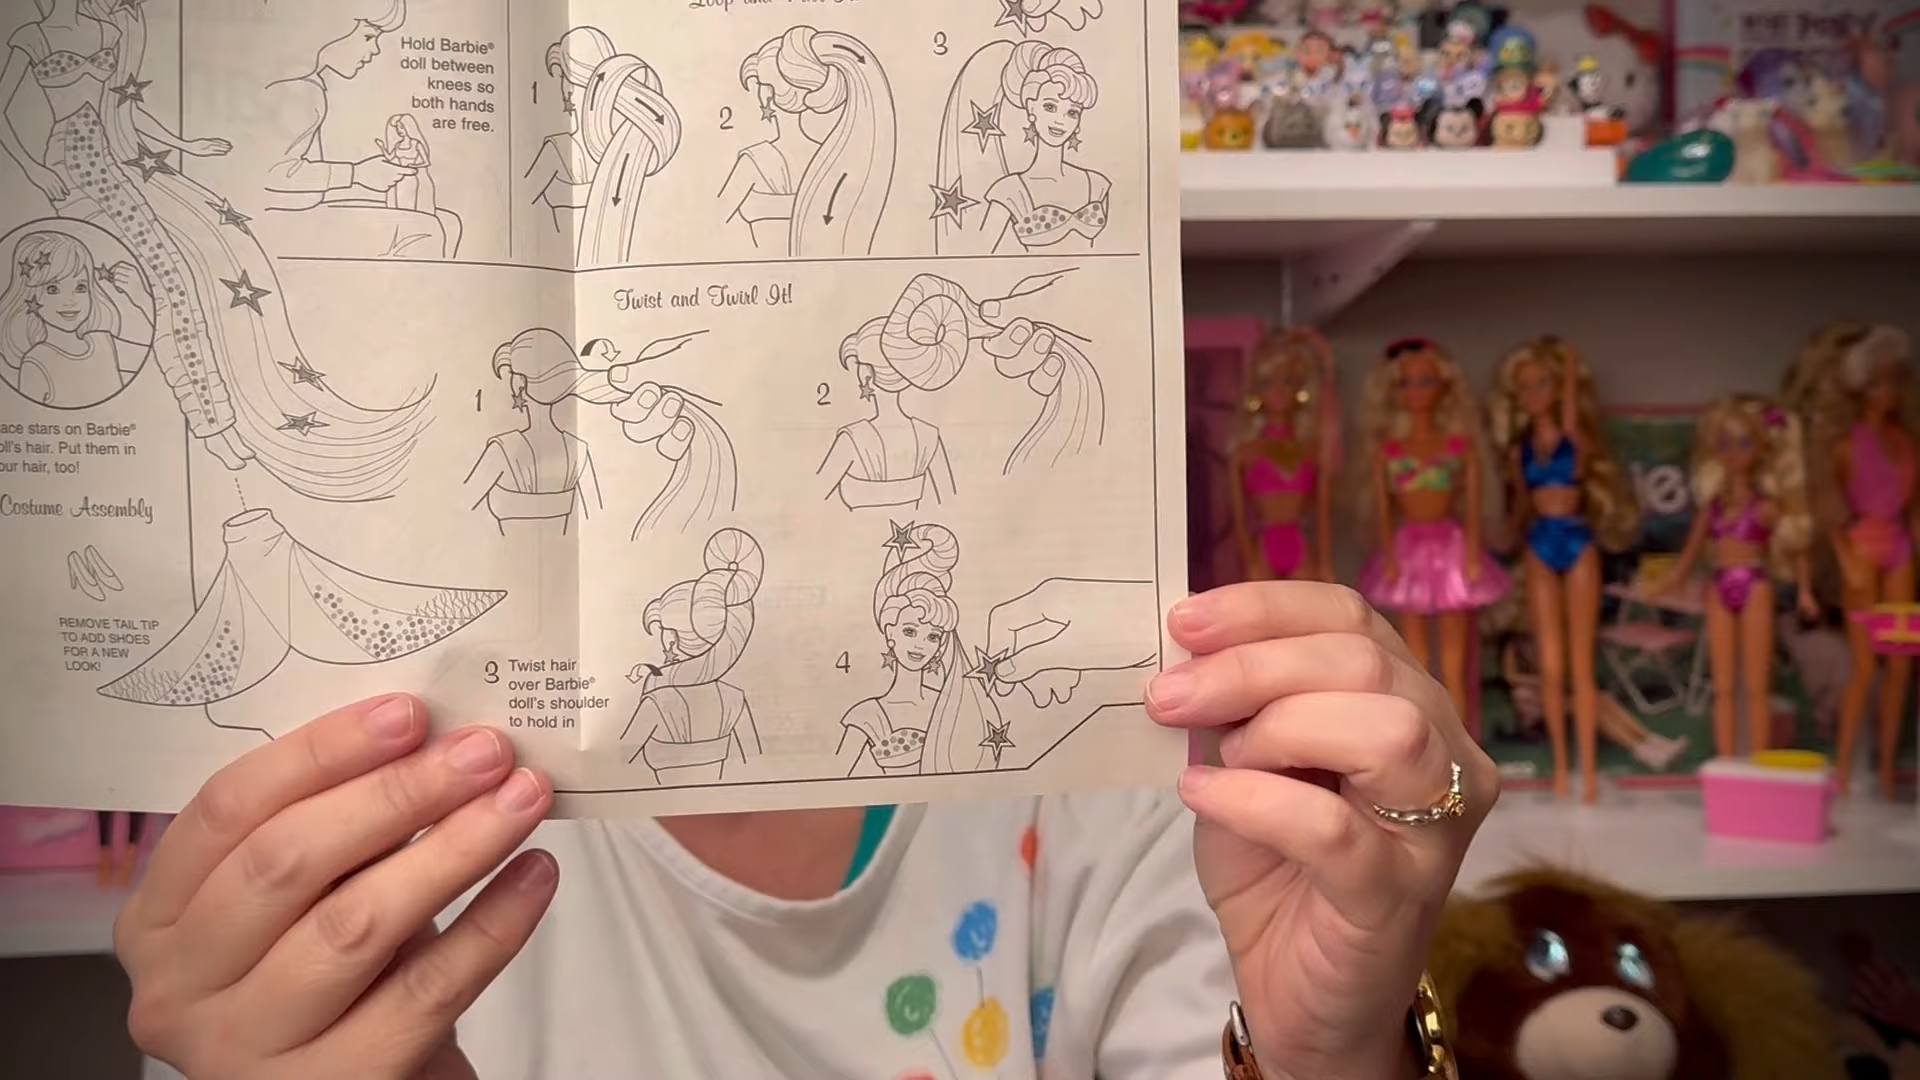 Loop and
Hold Barbie®
doll between
knees so
both hands
are free.
1
2
3
Twist and Twirl It!
1
2
ace stars on Barbie®
oll's hair. Put them in
our hair, too!
Costume Assembly
REMOVE TAIL TIP
TO ADD SHOES
FOR A NEW
LOOK!
3 Twist hair
over Barbie®
doll's shoulder
to hold in
4